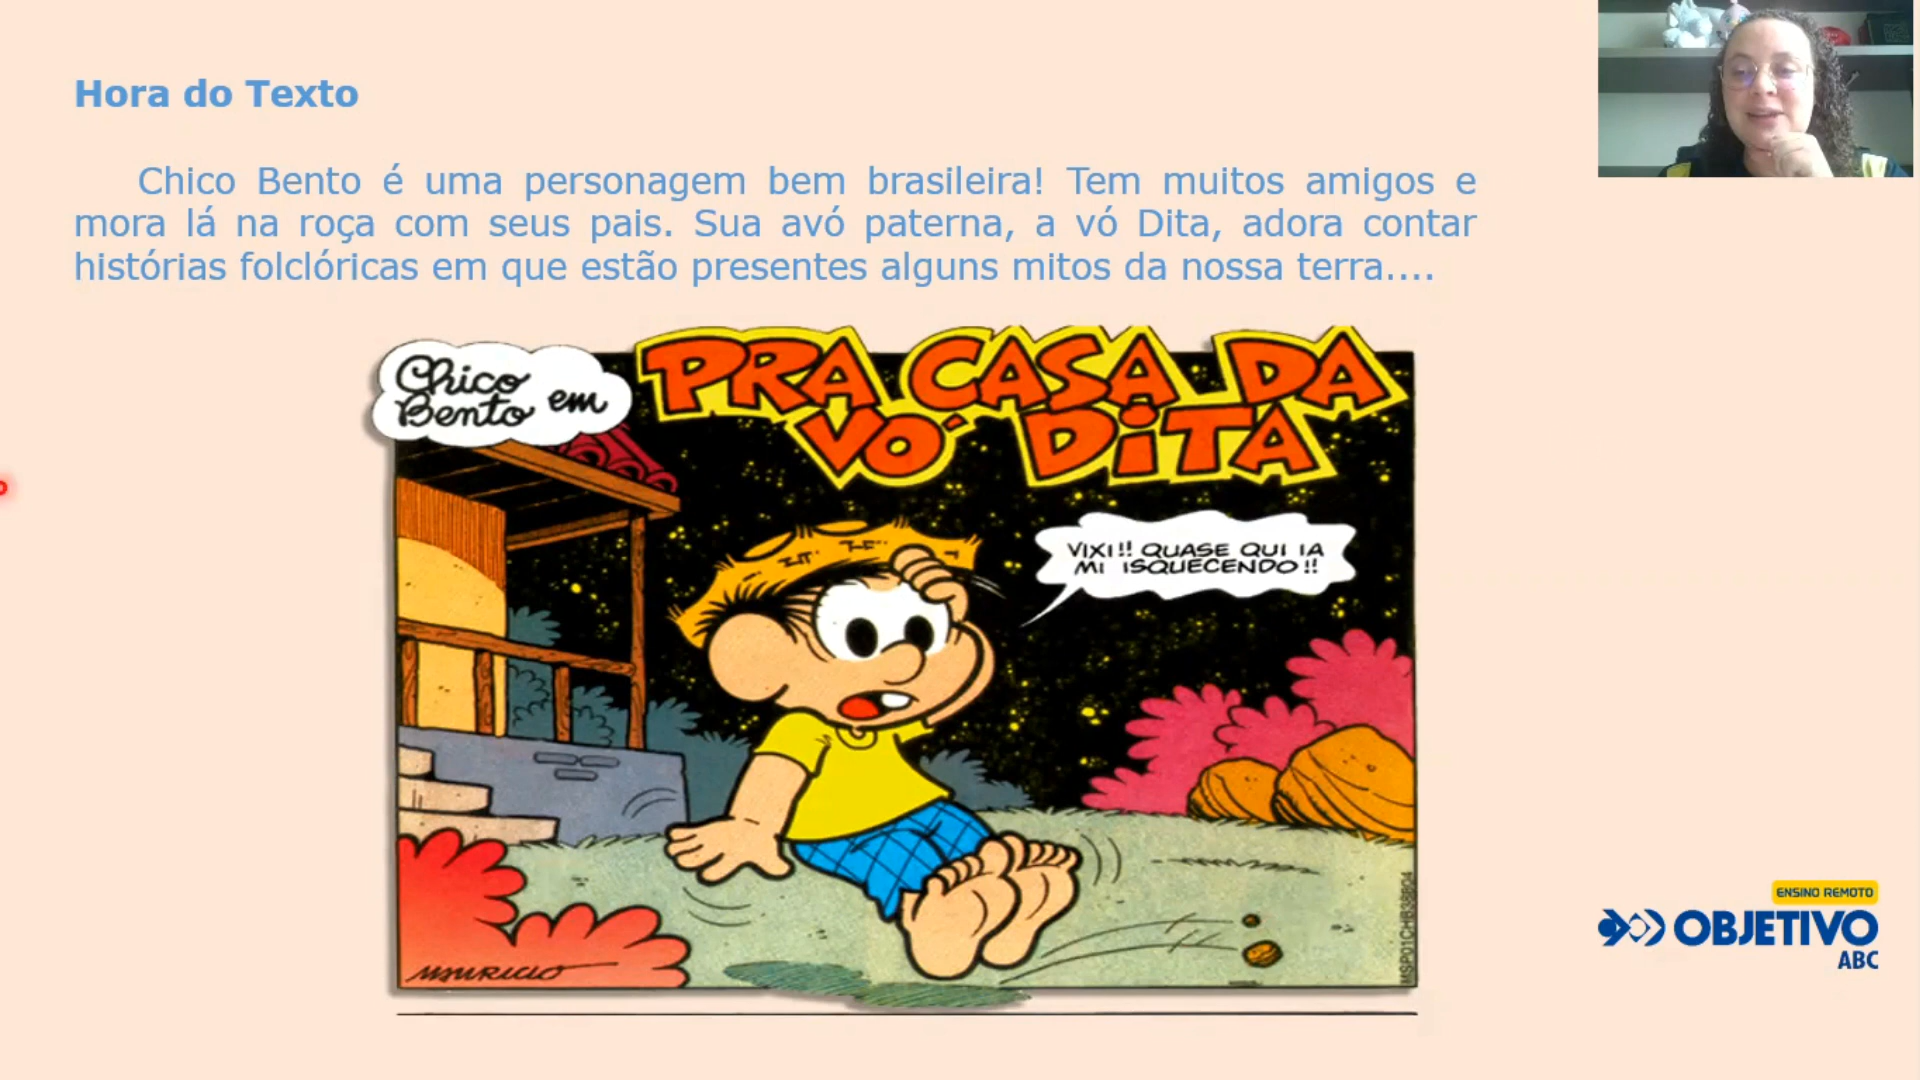 Hora do Texto
Chico Bento é uma personagem bem brasileira! Tem muitos amigos e
mora lá na roça com seus pais. Sua avó paterna, a vó Dita, adora contar
histórias folclóricas em que estão presentes alguns mitos da nossa terra....
Chico
Bento em
PRA CASA DA
VÓ DITA
VIXI!! QUASE QUI IA
MI ISQUECENDO!!
MAURICIO
MSP01CHB38804
ENSINO REMOTO
OBJETIVO
ABC